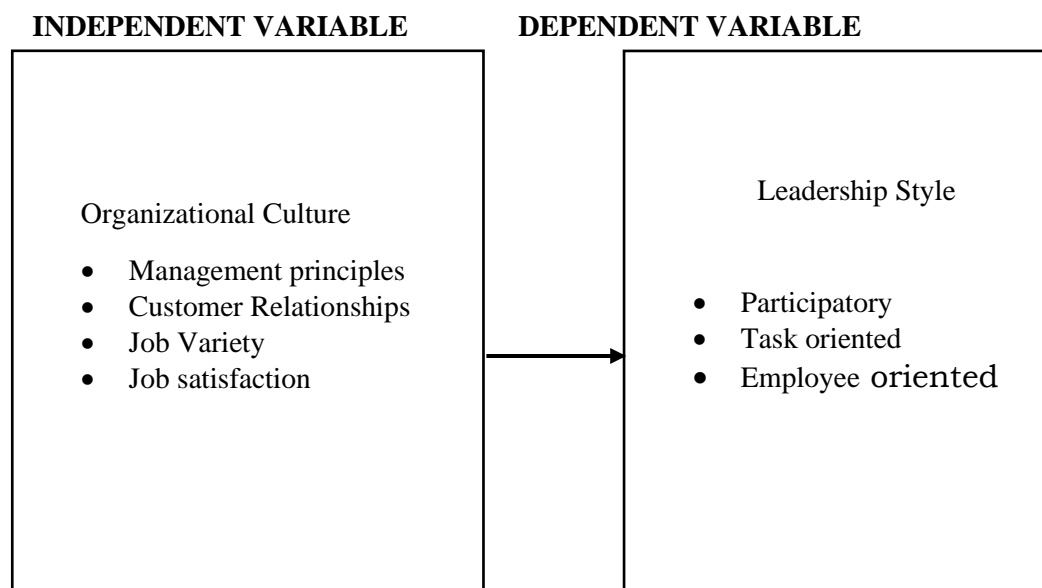 INDEPENDENT VARIABLE
DEPENDENT VARIABLE
Organizational Culture
• Management principles
• Customer Relationships
• Job Variety
• Job satisfaction
Leadership Style
• Participatory
• Task oriented
• Employee oriented